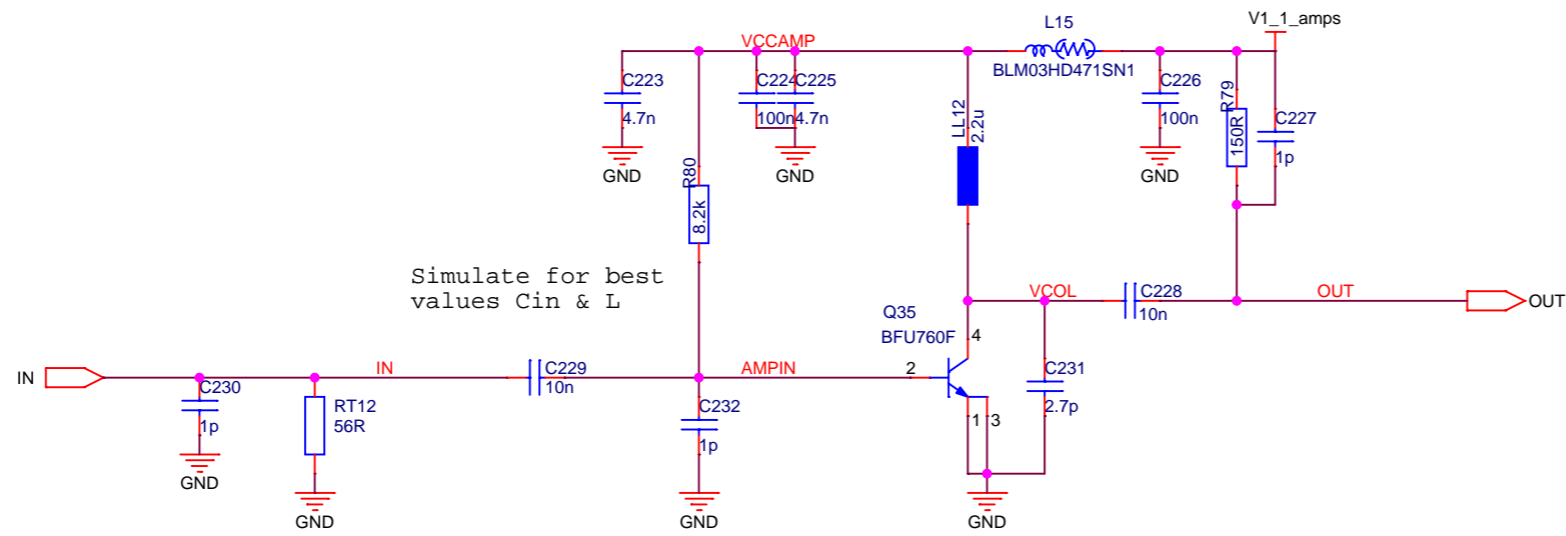 V1_1_amps
L15
VCCAMP
BLM03HD471SN1
C223
4.7n
C224
100n
C225
4.7n
LL12
2.2u
C226
100n
R79
150R
C227
1p
GND
GND
GND
R80
8.2k
Simulate for best
values Cin & L
VCOL
C228
10n
OUT
OUT
Q35
BFU760F
4
IN
IN
C229
10n
AMPIN
2
C231
2.7p
C230
1p
RT12
56R
C232
1p
1
3
GND
GND
GND
GND